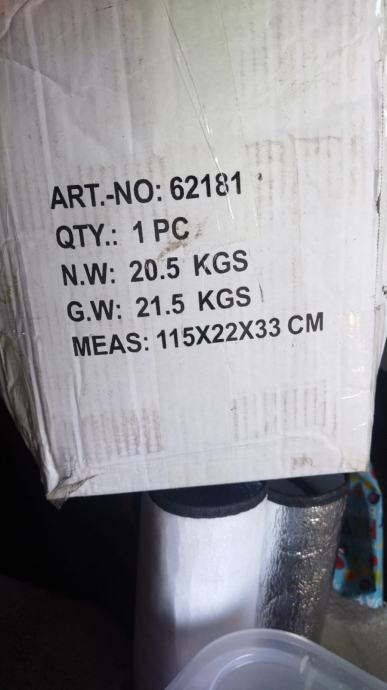 ART.-NO: 62181
QTY.: 1 PC
N.W: 20.5 KGS
G.W: 21.5 KGS
MEAS: 115X22X33 CM